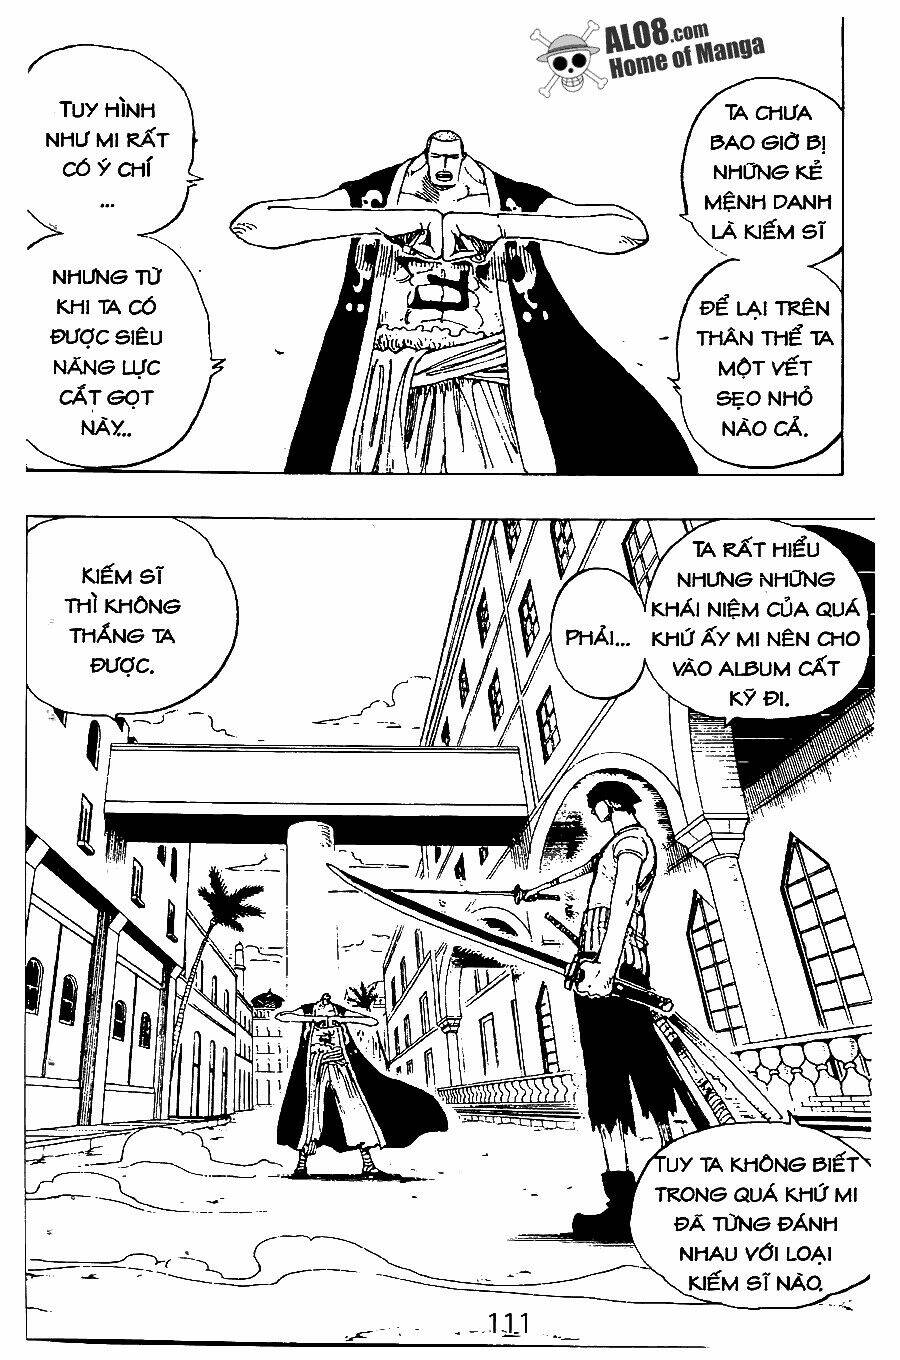 AL08.com
Home of Manga
TA CHƯA
BAO GIỜ BỊ
NHỮNG KẺ
MỆNH DANH
LÀ KIẾM SĨ
ĐỂ LẠI TRÊN
THÂN THỂ TA
MỘT VẾT
SẸO NHỎ
NÀO CẢ.
TUY HÌNH
NHƯ MI RẤT
CÓ Ý CHÍ
...
NHƯNG TỪ
KHI TA CÓ
ĐƯỢC SIÊU
NĂNG LỰC
CẮT GỌT
NÀY...
TA RẤT HIỂU
NHƯNG NHỮNG
KHÁI NIỆM CỦA QUÁ
KHỨ ẤY MI NÊN CHO
VÀO ALBUM CẤT
KỸ ĐI.
PHẢI...
KIẾM SĨ
THÌ KHÔNG
THẮNG TA
ĐƯỢC.
TUY TA KHÔNG BIẾT
TRONG QUÁ KHỨ MI
ĐÃ TỪNG ĐÁNH
NHAU VỚI LOẠI
KIẾM SĨ NÀO.
111